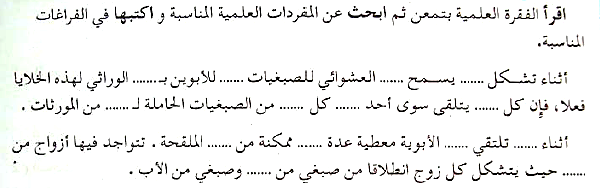 اقرأ الفقرة العلمية بتمعن ثم ابحث عن المفردات العلمية المناسبة و اكتبها في الفراغات
المناسبة.
أثناء تشكل ....... يسمح ....... العشوائي للصبغيات ....... للأبوين بـ ....... الوراثي لهذه الخلايا
فعلا، فإن كل ....... يتلقى سوى أحد ....... كل ....... من الصبغيات الحاملة لـ ....... من المورثات .
أثناء ....... تلتقي ....... الأبوية معطية عدة ....... ممكنة من ....... الملقحة . تتواجد فيها أزواج من
....... حيث يتشكل كل زوج انطلاقا من صبغي من ....... وصبغي من الأب .